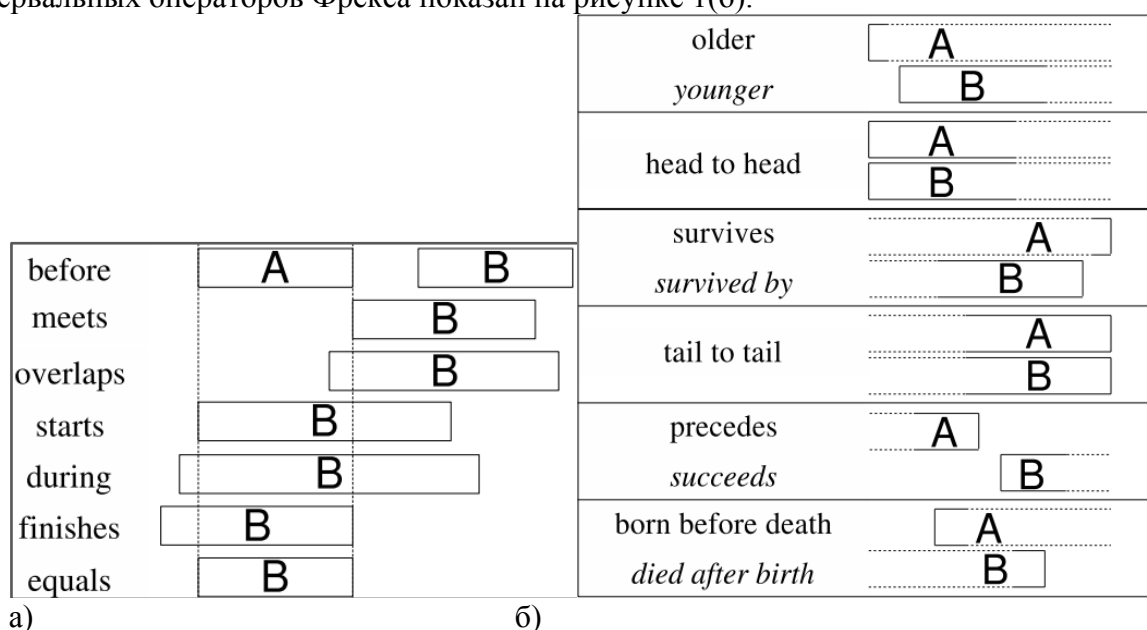 ервальных операторов Фрекса показан на рисунке 1(б).
before A B
meets B
overlaps B
starts B
during B
finishes B
equals B
а)
older A
younger B
head to head A
B
survives A
survived by B
tail to tail A
B
precedes A
succeeds B
born before death A
died after birth B
б)